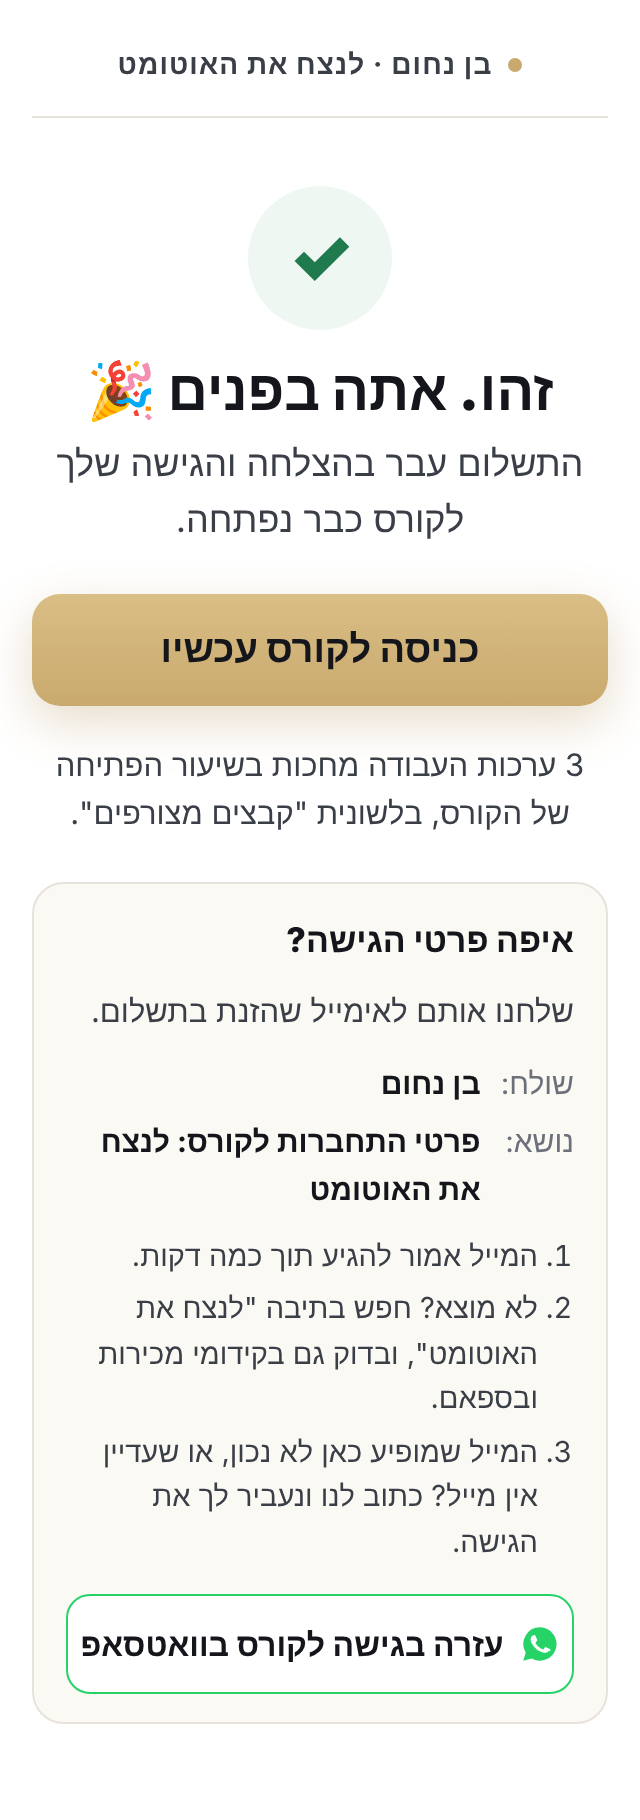 בן נחום · לנצח את האוטומט
זהו. אתה בפנים 🎉
התשלום עבר בהצלחה והגישה שלך
לקורס כבר נפתחה.
כניסה לקורס עכשיו
3 ערכות העבודה מחכות בשיעור הפתיחה
של הקורס, בלשונית "קבצים מצורפים".
איפה פרטי הגישה?
שלחנו אותם לאימייל שהזנת בתשלום.
שולח: בן נחום
נושא: פרטי התחברות לקורס: לנצח
את האוטומט
1. המייל אמור להגיע תוך כמה דקות.
2. לא מוצא? חפש בתיבה "לנצח את
האוטומט", ובדוק גם בקידומי מכירות
ובספאם.
3. המייל שמופיע כאן לא נכון, או שעדיין
אין מייל? כתוב לנו ונעביר לך את
הגישה.
עזרה בגישה לקורס בוואטסאפ